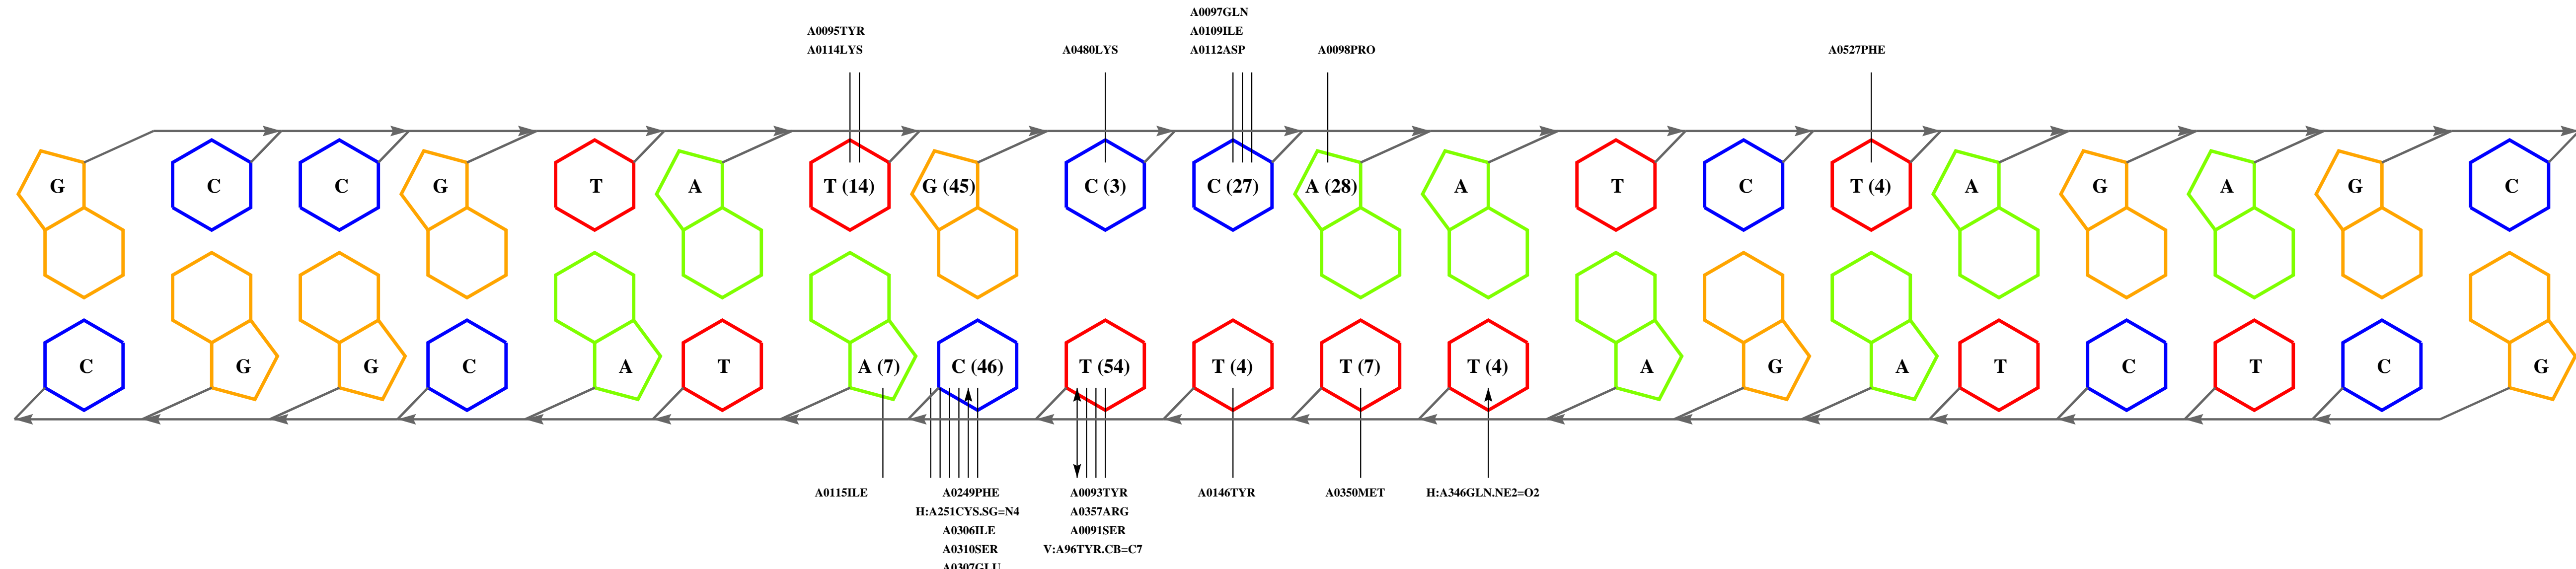 A0097GLN
A0095TYR A0109ILE
A0114LYS A0480LYS A0112ASP A0098PRO A0527PHE
G C C G T A T (14) G (45) C (3) C (27) A (28) A T C T (4) A G A G C
C G G C A T A (7) C (46) T (54) T (4) T (7) T (4) A G A T C T C G
A0115ILE A0249PHE A0093TYR A0146TYR A0350MET H:A346GLN.NE2=O2
H:A251CYS.SG=N4 A0357ARG
A0306ILE A0091SER
A0310SER V:A96TYR.CB=C7
A0307GLU